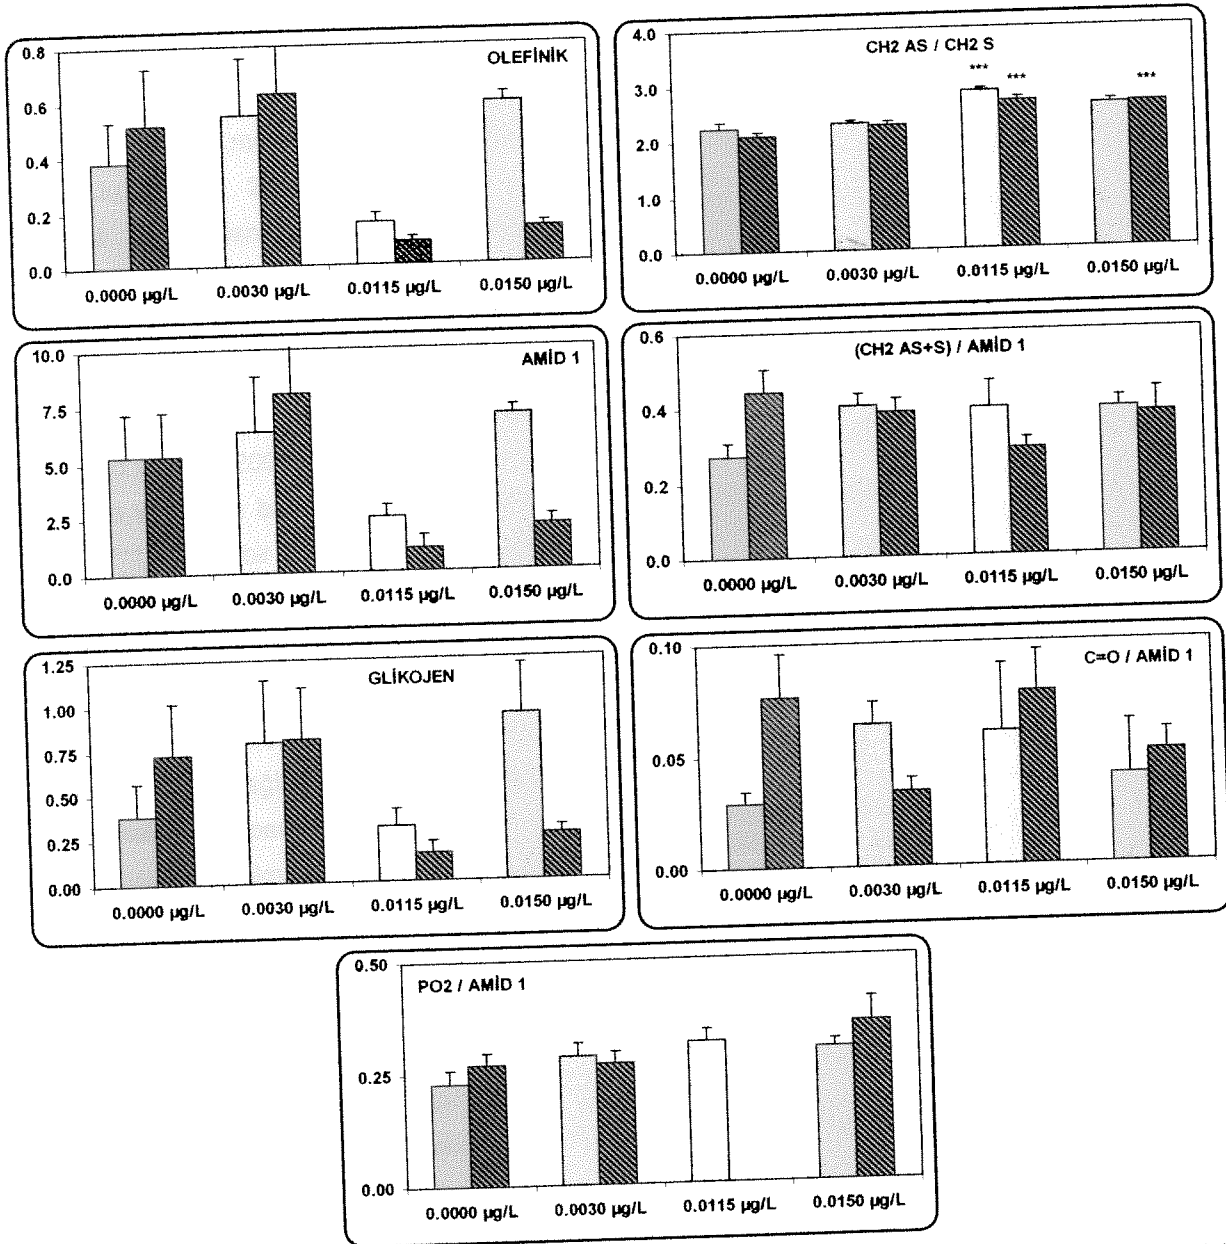 OLEFİNİK
0.8
0.6
0.4
0.2
0.0
0.0000 µg/L 0.0030 µg/L 0.0115 µg/L 0.0150 µg/L
CH2 AS / CH2 S
4.0
3.0
2.0
1.0
0.0
*** *** ***
0.0000 µg/L 0.0030 µg/L 0.0115 µg/L 0.0150 µg/L
AMİD 1
10.0
7.5
5.0
2.5
0.0
0.0000 µg/L 0.0030 µg/L 0.0115 µg/L 0.0150 µg/L
(CH2 AS+S) / AMİD 1
0.6
0.4
0.2
0.0
0.0000 µg/L 0.0030 µg/L 0.0115 µg/L 0.0150 µg/L
GLİKOJEN
1.25
1.00
0.75
0.50
0.25
0.00
0.0000 µg/L 0.0030 µg/L 0.0115 µg/L 0.0150 µg/L
C=O / AMİD 1
0.10
0.05
0.00
0.0000 µg/L 0.0030 µg/L 0.0115 µg/L 0.0150 µg/L
PO2 / AMİD 1
0.50
0.25
0.00
0.0000 µg/L 0.0030 µg/L 0.0115 µg/L 0.0150 µg/L